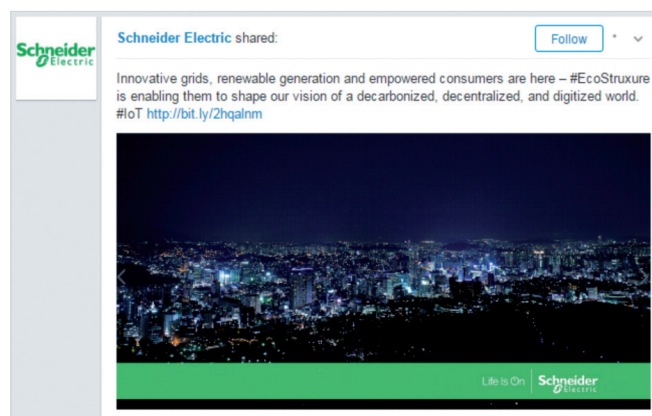 Schneider
Electric
Schneider Electric shared:
Follow
Innovative grids, renewable generation and empowered consumers are here – #EcoStruxure
is enabling them to shape our vision of a decarbonized, decentralized, and digitized world.
#IoT http://bit.ly/2hqalnm
Life Is On
Schneider
Electric